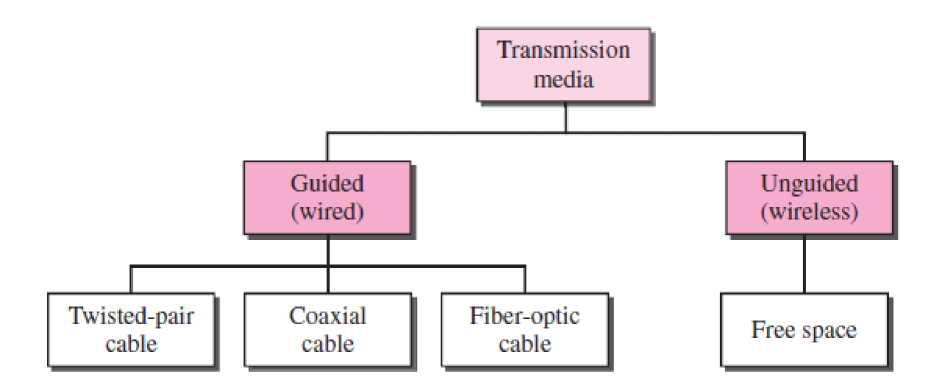 Transmission
media
Guided
(wired)
Unguided
(wireless)
Twisted-pair
cable
Coaxial
cable
Fiber-optic
cable
Free space